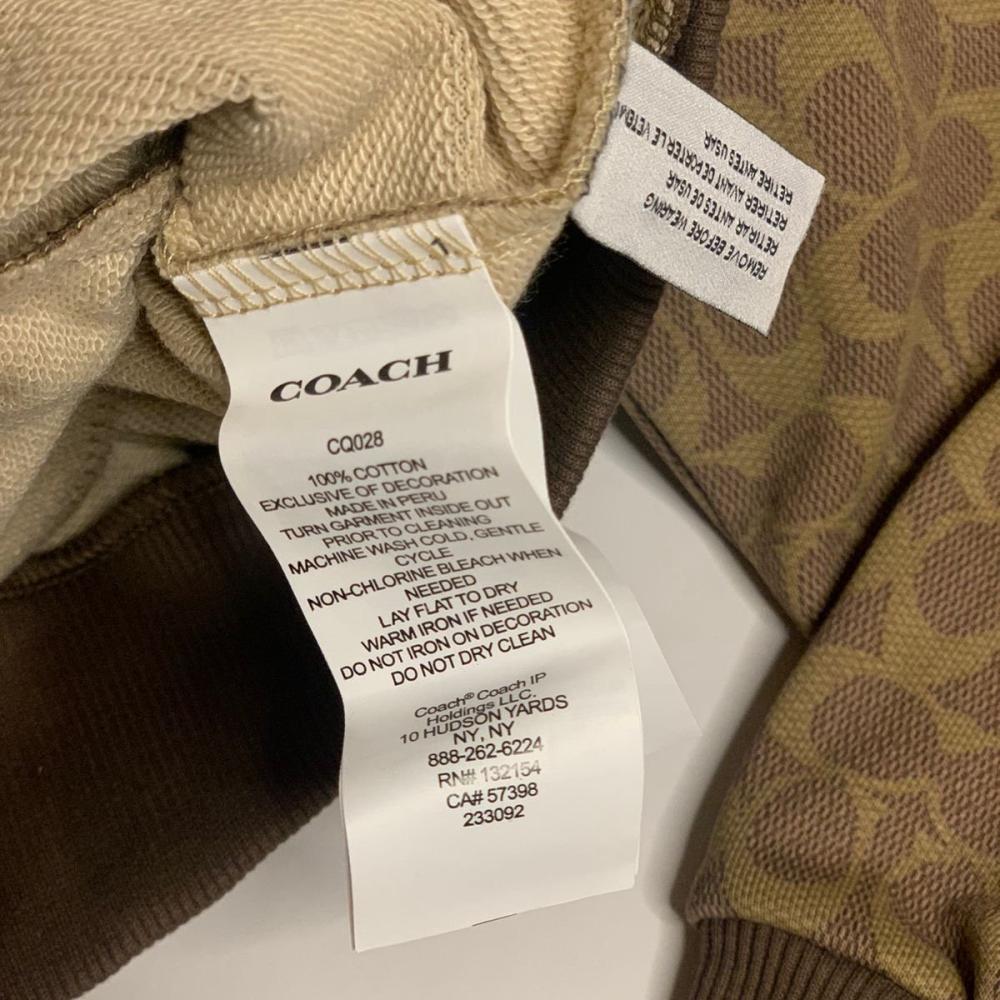 COACH
CQ028
100% COTTON
EXCLUSIVE OF DECORATION
MADE IN PERU
TURN GARMENT INSIDE OUT
PRIOR TO CLEANING
MACHINE WASH COLD, GENTLE
CYCLE
NON-CHLORINE BLEACH WHEN
NEEDED
LAY FLAT TO DRY
WARM IRON IF NEEDED
DO NOT IRON ON DECORATION
DO NOT DRY CLEAN
Coach® Coach IP
Holdings LLC.
10 HUDSON YARDS
NY, NY
888-262-6224
RN# 132154
CA# 57398
233092
REMOVE BEFORE WEARING
RETIRAR ANTES DE USAR
RETIRER AVANT DE PORTER LE
RETIRE ANTES USAR